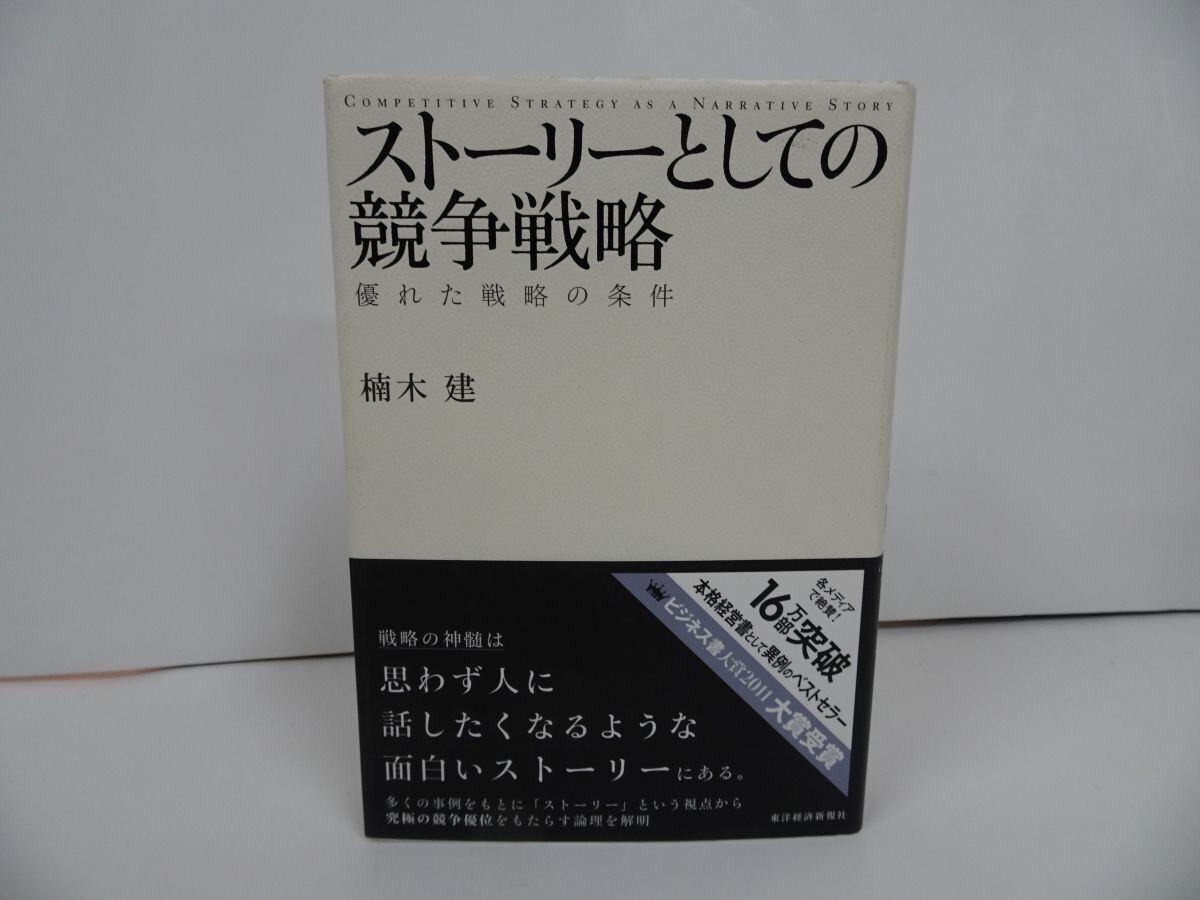 COMPETITIVE STRATEGY AS A NARRATIVE STORY
ストーリーとしての
競争戦略
優れた戦略の条件
楠木 建
各メディア
で絶賛!
16万部突破
本格経営書として異例のベストセラー
ビジネス書大賞2011 大賞受賞
戦略の神髄は
思わず人に
話したくなるような
面白いストーリーにある。
多くの事例をもとに「ストーリー」という視点から
究極の競争優位をもたらす論理を解明
東洋経済新報社